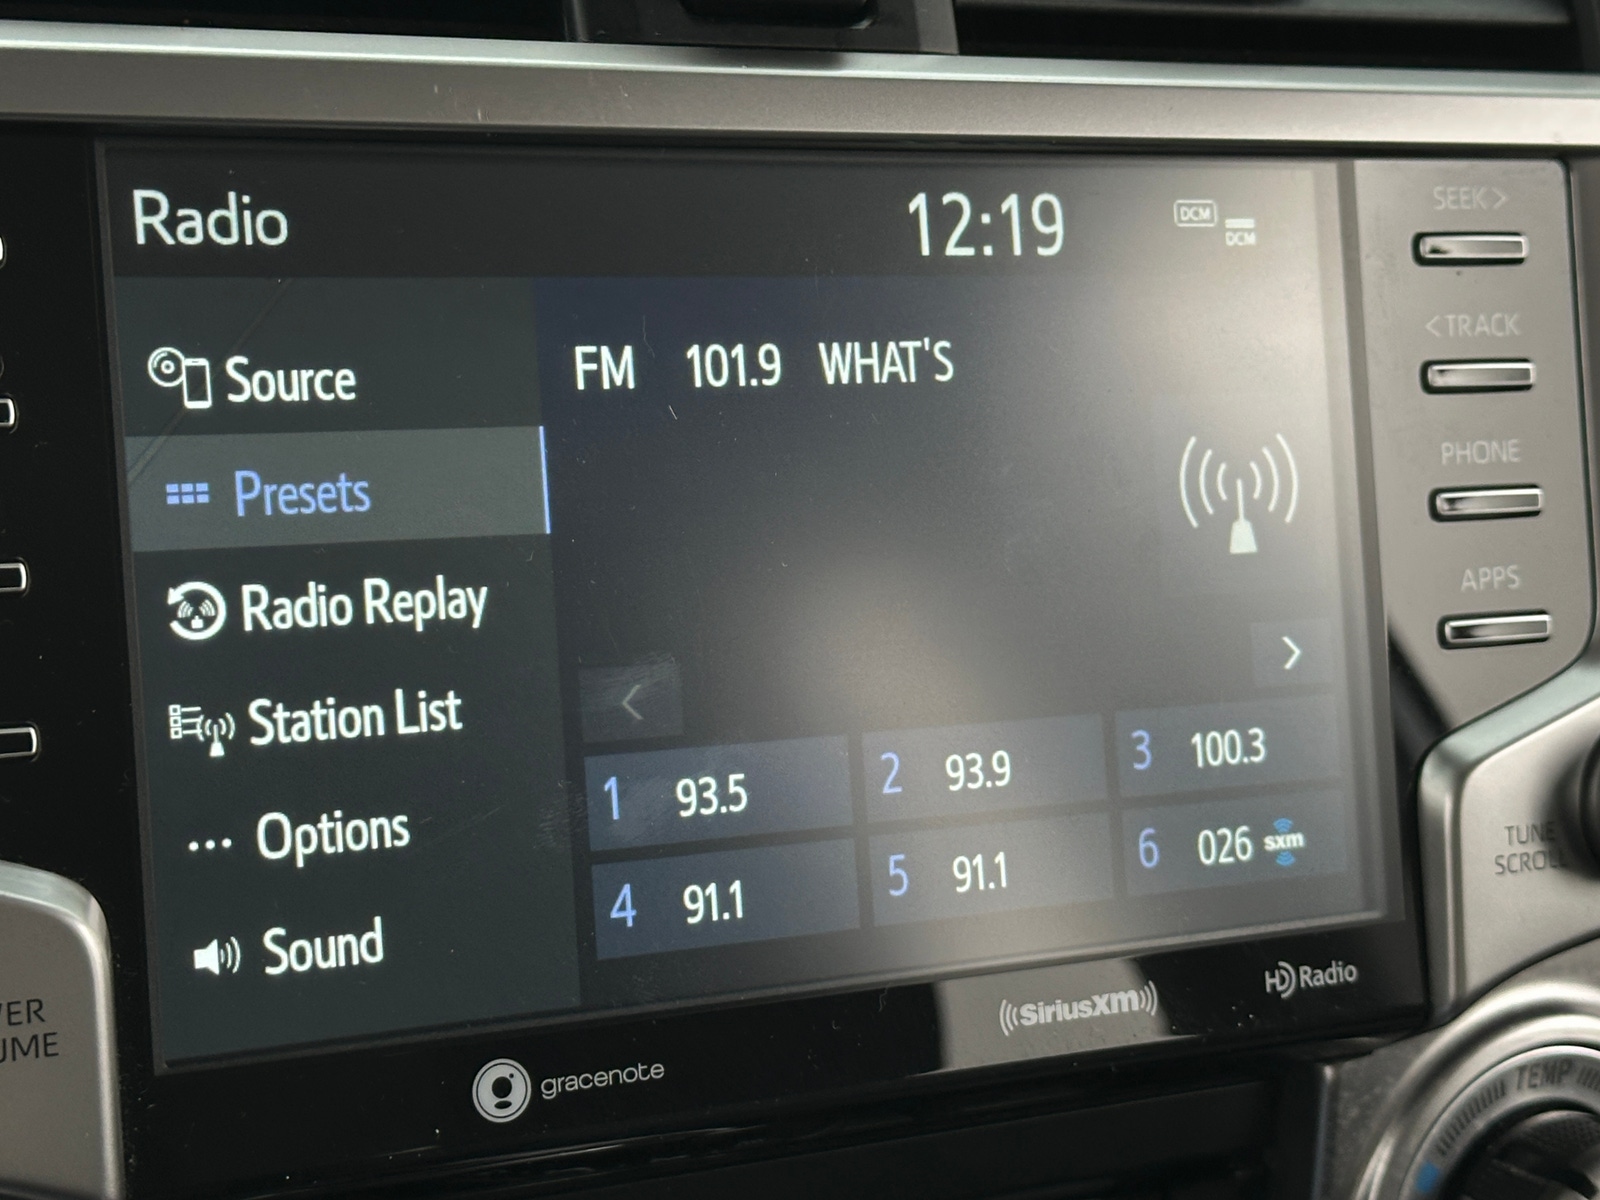 Radio 12:19 DCM DCM
Source
Presets
Radio Replay
Station List
... Options
Sound
FM 101.9 WHAT'S
1 93.5 2 93.9 3 100.3
4 91.1 5 91.1 6 026 sxm
gracenote
((SiriusXM))
HD Radio
SEEK >
< TRACK
PHONE
APPS
TUNE
SCROLL
TEMP